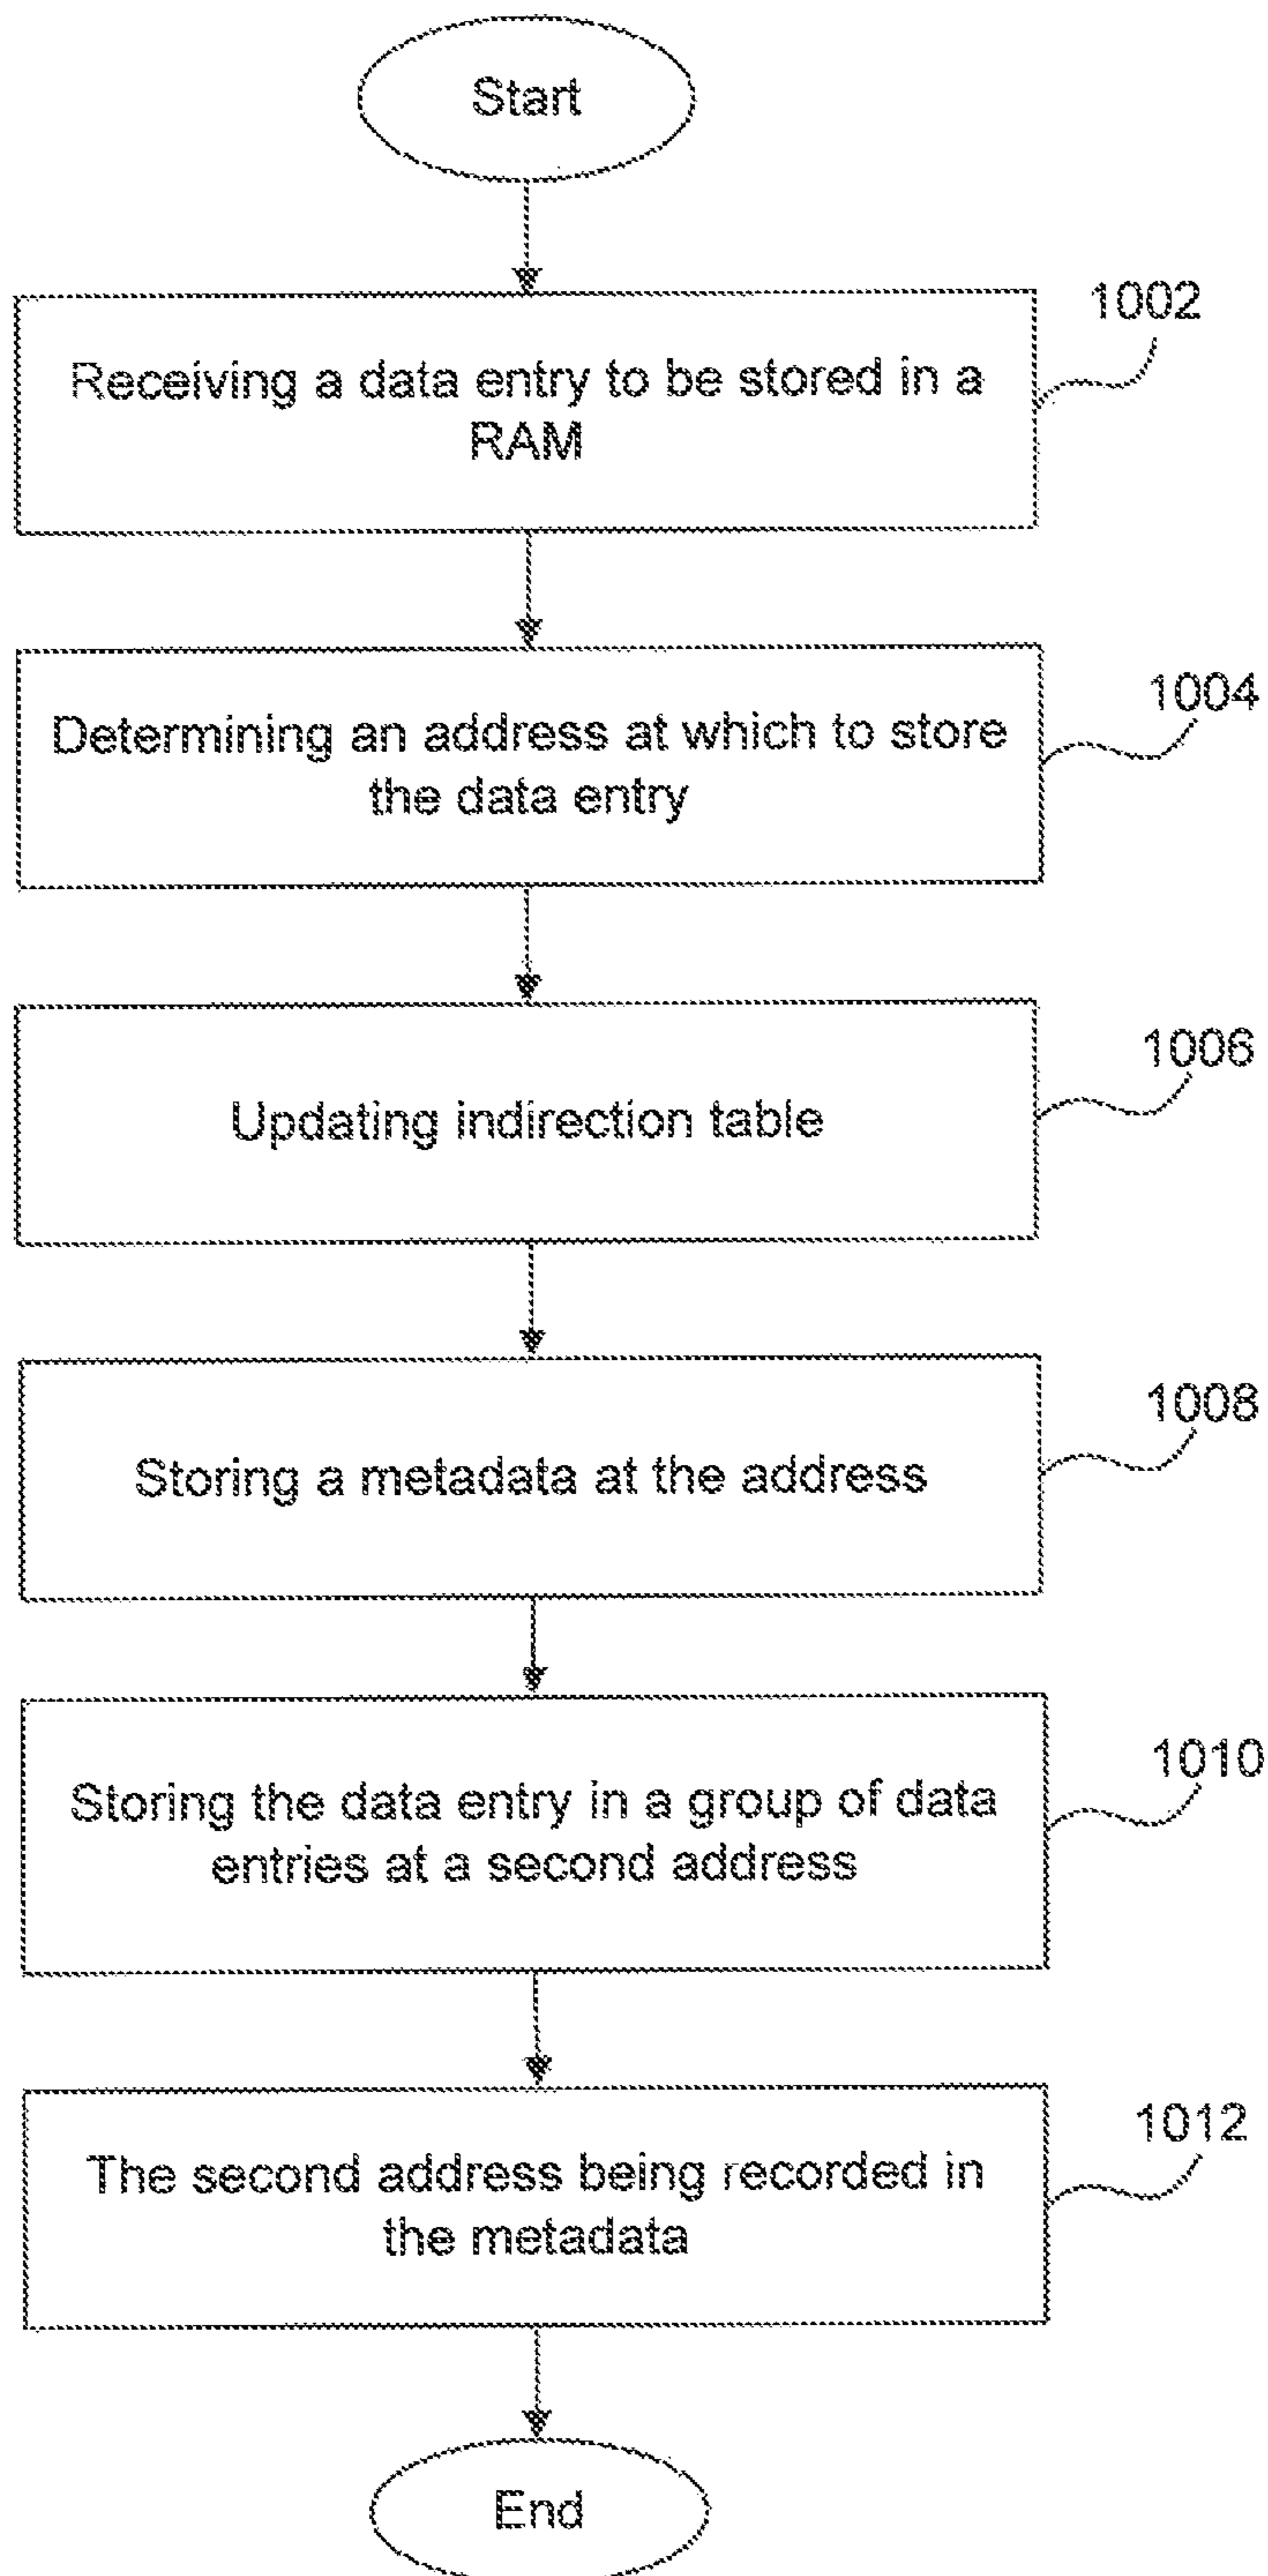 Start
1002
Receiving a data entry to be stored in a
RAM
1004
Determining an address at which to store
the data entry
1006
Updating indirection table
1008
Storing a metadata at the address
1010
Storing the data entry in a group of data
entries at a second address
1012
The second address being recorded in
the metadata
End